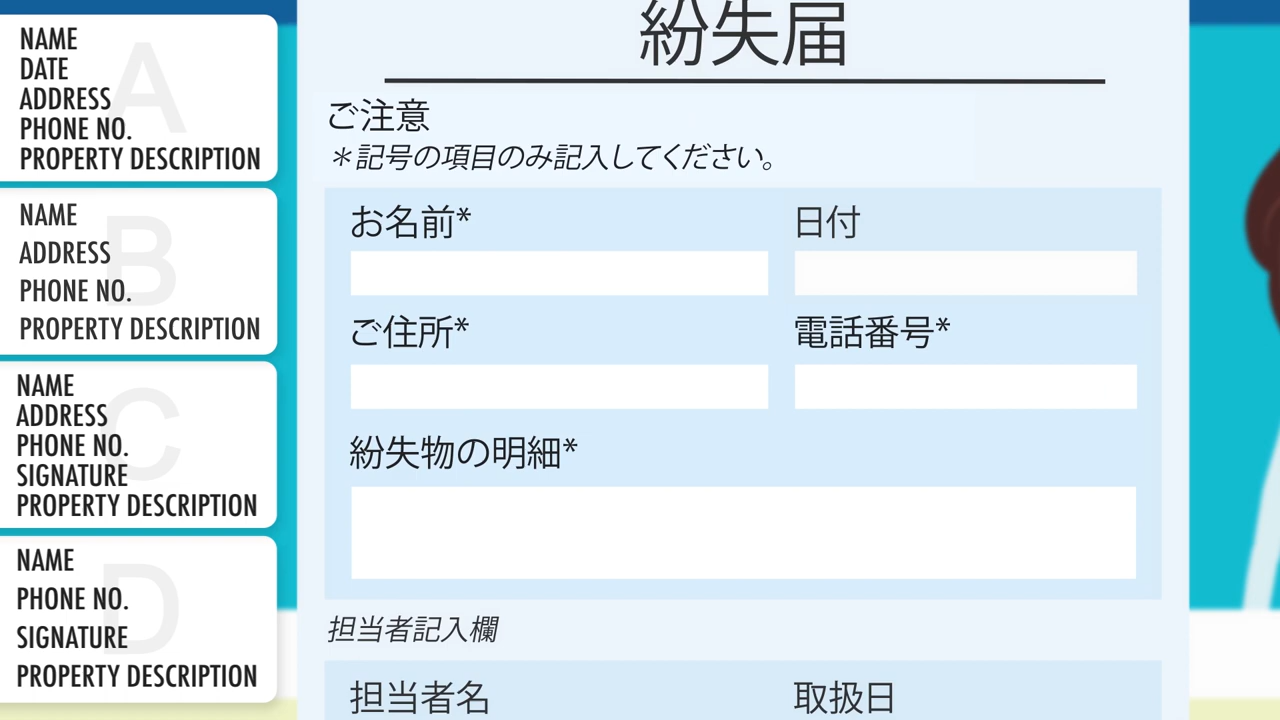 A
NAME
DATE
ADDRESS
PHONE NO.
PROPERTY DESCRIPTION
B
NAME
ADDRESS
PHONE NO.
PROPERTY DESCRIPTION
C
NAME
ADDRESS
PHONE NO.
SIGNATURE
PROPERTY DESCRIPTION
D
NAME
PHONE NO.
SIGNATURE
PROPERTY DESCRIPTION
紛失届
ご注意
＊記号の項目のみ記入してください。
お名前* 日付
ご住所* 電話番号*
紛失物の明細*
担当者記入欄
担当者名 取扱日